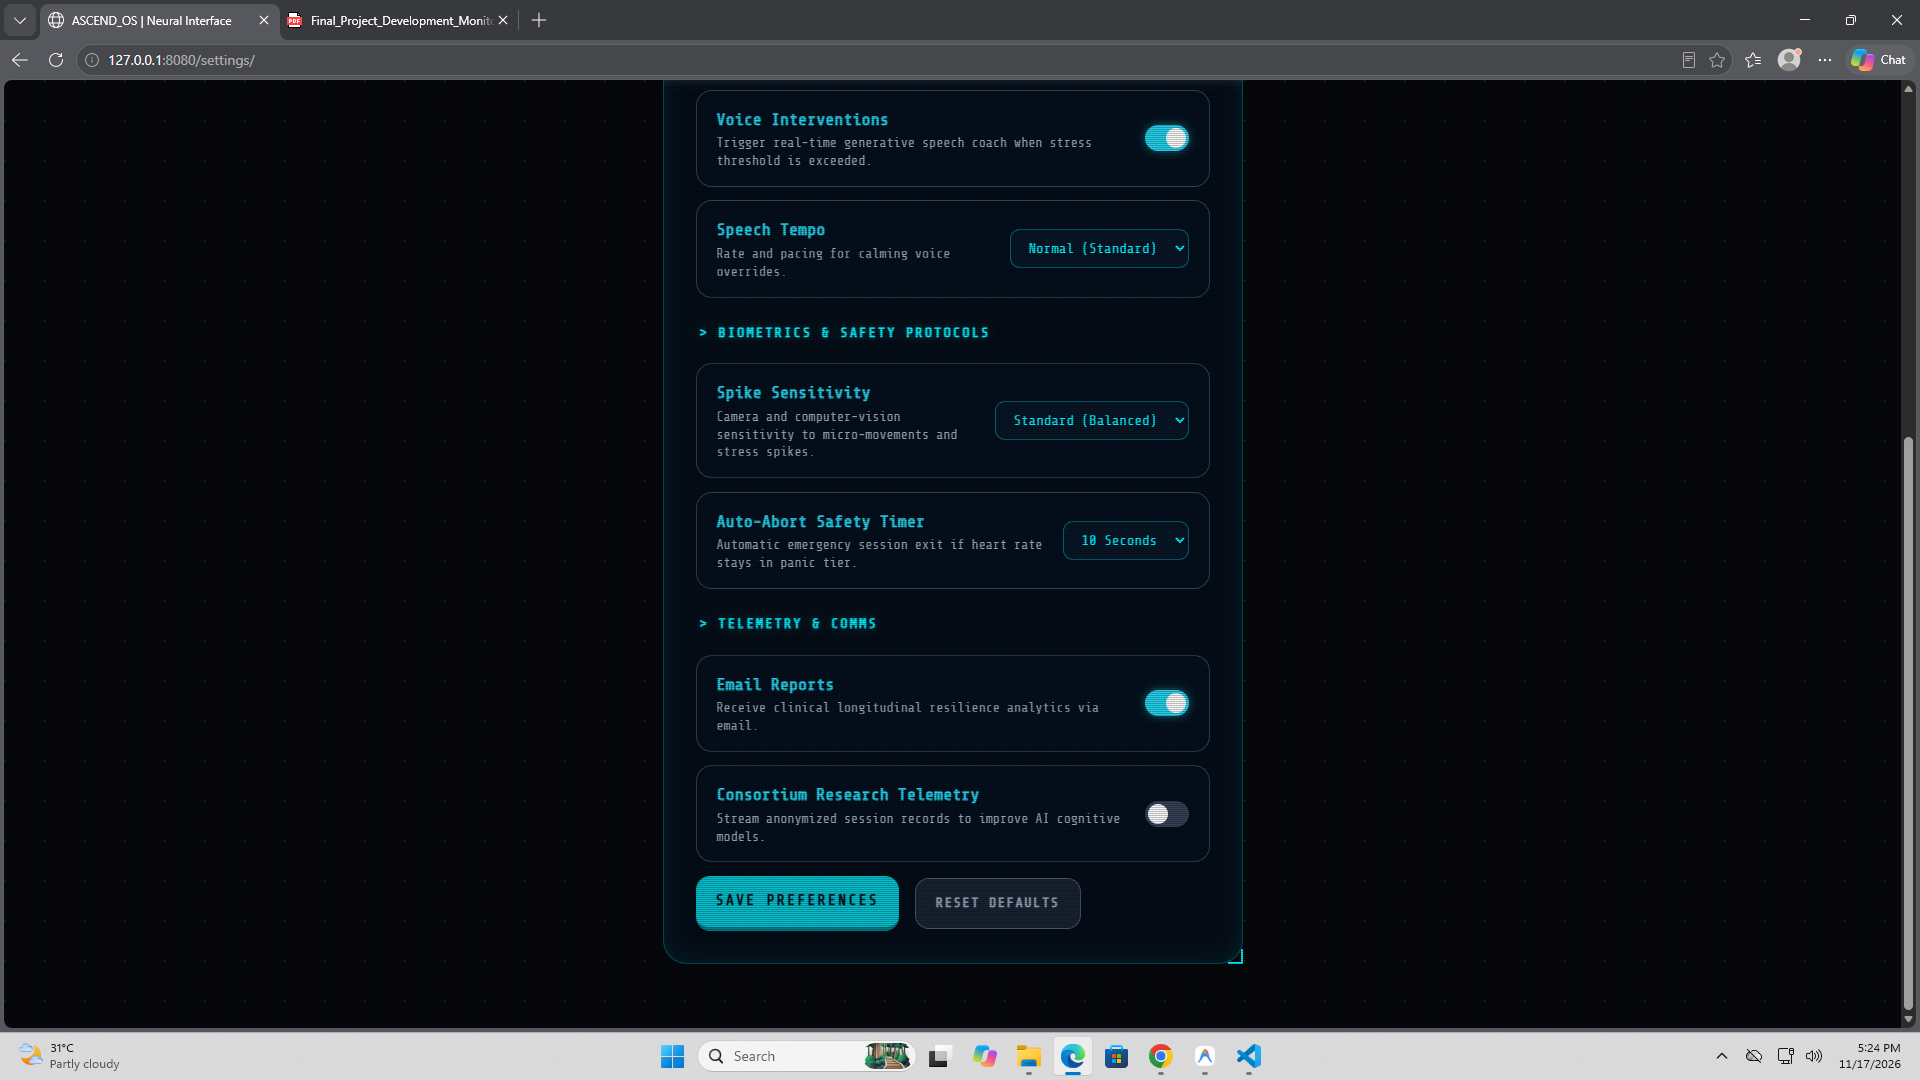 ASCEND_OS | Neural Interface
Final_Project_Development_Monito
127.0.0.1:8080/settings/
Chat
Voice Interventions
Trigger real-time generative speech coach when stress
threshold is exceeded.
Speech Tempo
Rate and pacing for calming voice
overrides.
Normal (Standard)
> BIOMETRICS & SAFETY PROTOCOLS
Spike Sensitivity
Camera and computer-vision
sensitivity to micro-movements and
stress spikes.
Standard (Balanced)
Auto-Abort Safety Timer
Automatic emergency session exit if heart rate
stays in panic tier.
10 Seconds
> TELEMETRY & COMMS
Email Reports
Receive clinical longitudinal resilience analytics via
email.
Consortium Research Telemetry
Stream anonymized session records to improve AI cognitive
models.
SAVE PREFERENCES
RESET DEFAULTS
31°C
Partly cloudy
Search
5:24 PM
11/17/2026